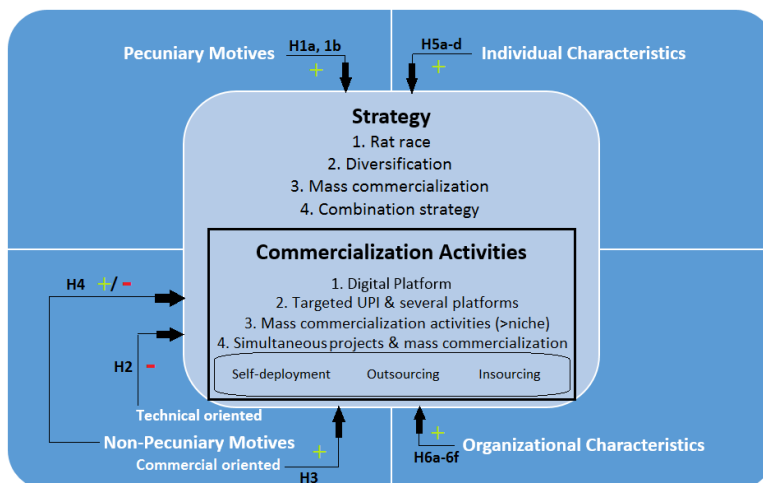 Pecuniary Motives
H1a, 1b
+
H5a-d
+
Individual Characteristics
Strategy
1. Rat race
2. Diversification
3. Mass commercialization
4. Combination strategy
Commercialization Activities
1. Digital Platform
2. Targeted UPI & several platforms
3. Mass commercialization activities (>niche)
4. Simultaneous projects & mass commercialization
Self-deployment Outsourcing Insourcing
H4 +/-
H2 -
Technical oriented
Non-Pecuniary Motives
Commercial oriented
+
H3
+
H6a-6f
Organizational Characteristics